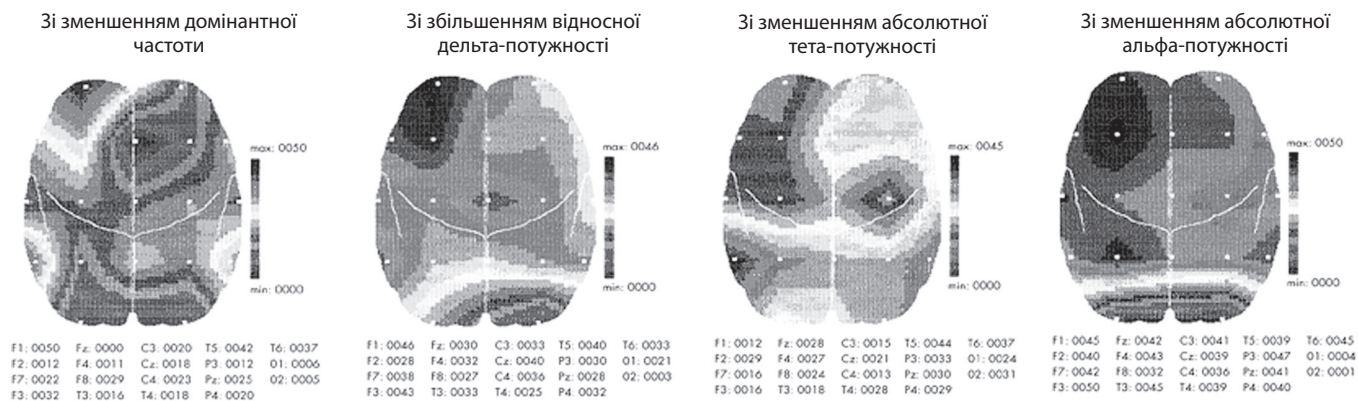 Зі зменшенням домінантної
частоти
max: 0050
min: 0000
F1: 0050 Fz: 0000 C3: 0020 T5: 0042 T6: 0037
F2: 0012 F4: 0011 Cz: 0018 P3: 0012 01: 0006
F7: 0022 F8: 0029 C4: 0023 Pz: 0025 02: 0005
F3: 0032 T3: 0016 T4: 0018 P4: 0020
Зі збільшенням відносної
дельта-потужності
max: 0046
min: 0000
F1: 0046 Fz: 0030 C3: 0033 T5: 0040 T6: 0033
F2: 0028 F4: 0032 Cz: 0040 P3: 0030 01: 0021
F7: 0038 F8: 0027 C4: 0036 Pz: 0028 02: 0003
F3: 0043 T3: 0033 T4: 0025 P4: 0032
Зі зменшенням абсолютної
тета-потужності
max: 0045
min: 0000
F1: 0012 Fz: 0028 C3: 0015 T5: 0044 T6: 0037
F2: 0029 F4: 0027 Cz: 0021 P3: 0033 01: 0024
F7: 0016 F8: 0024 C4: 0013 Pz: 0030 02: 0031
F3: 0016 T3: 0018 T4: 0028 P4: 0029
Зі зменшенням абсолютної
альфа-потужності
max: 0050
min: 0000
F1: 0045 Fz: 0042 C3: 0041 T5: 0039 T6: 0045
F2: 0040 F4: 0043 Cz: 0039 P3: 0047 01: 0004
F7: 0042 F8: 0032 C4: 0036 Pz: 0041 02: 0001
F3: 0050 T3: 0045 T4: 0039 P4: 0040